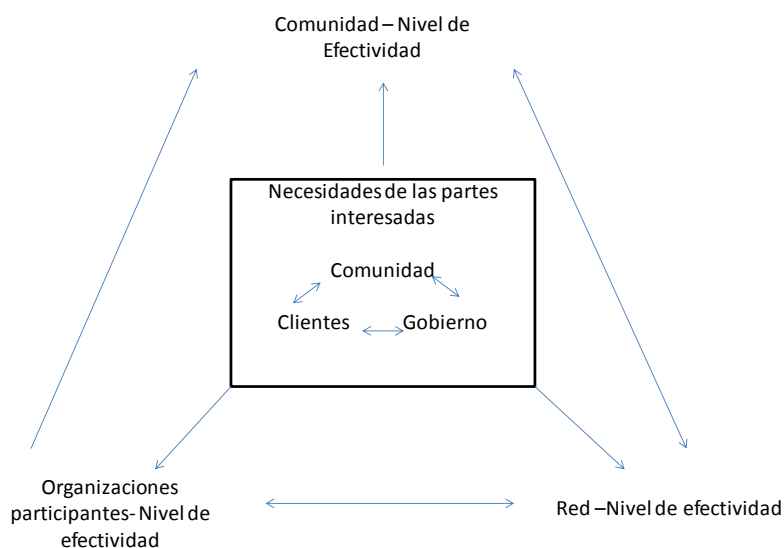 Comunidad – Nivel de
Efectividad
Necesidades de las partes
interesadas
Comunidad
Clientes
Gobierno
Organizaciones
participantes- Nivel de
efectividad
Red –Nivel de efectividad